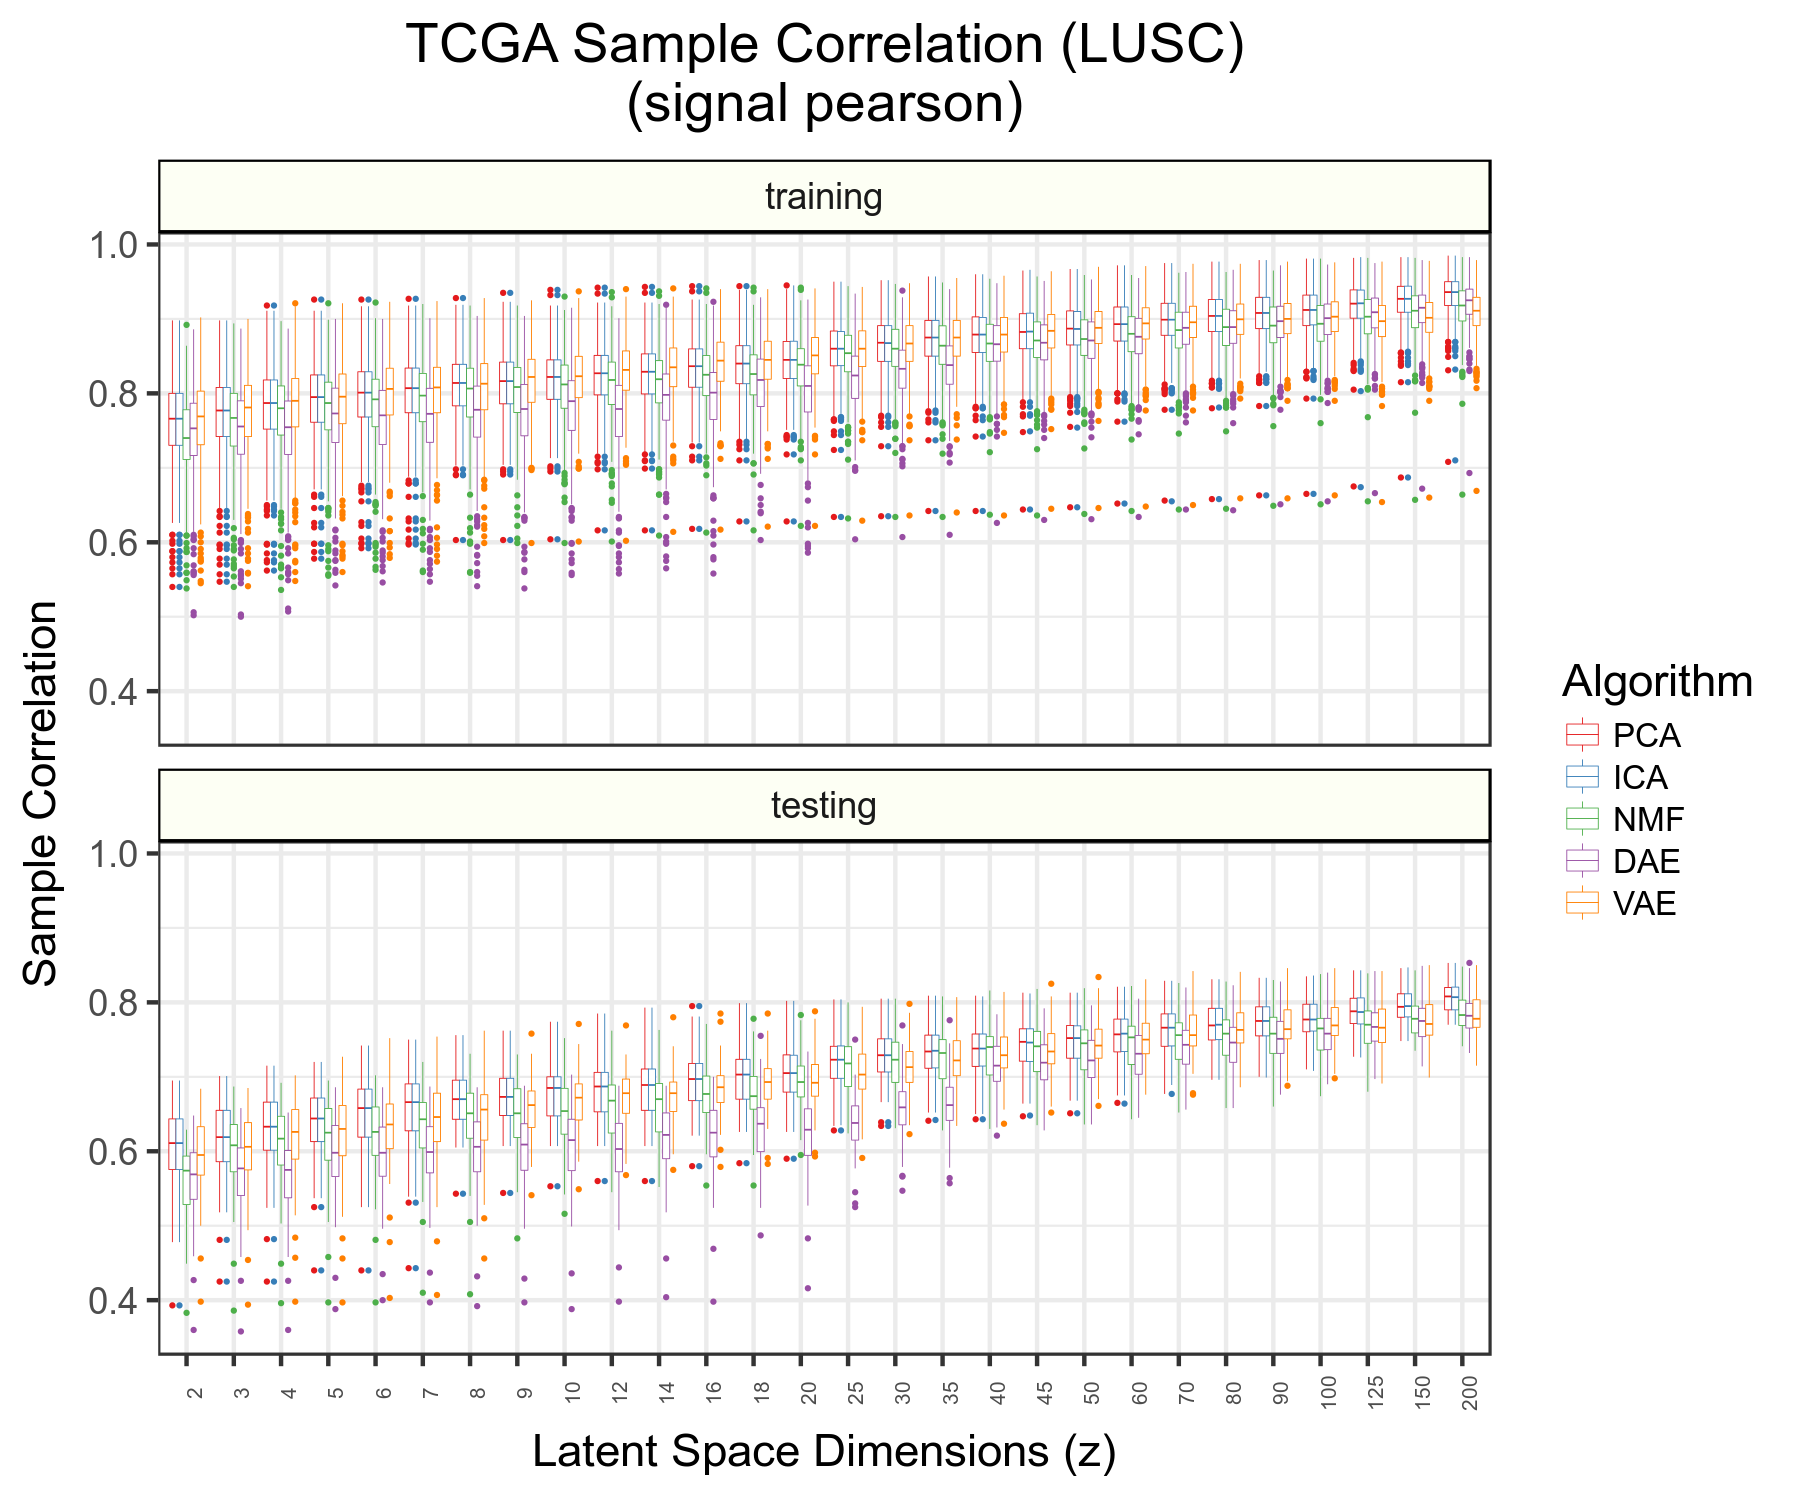 TCGA Sample Correlation (LUSC)
(signal pearson)
training
1.0
0.8
0.6
0.4
testing
1.0
0.8
0.6
0.4
Sample Correlation
2 3 4 5 6 7 8 9 10 12 14 16 18 20 25 30 35 40 45 50 60 70 80 90 100 125 150 200
Latent Space Dimensions (z)
Algorithm
PCA
ICA
NMF
DAE
VAE